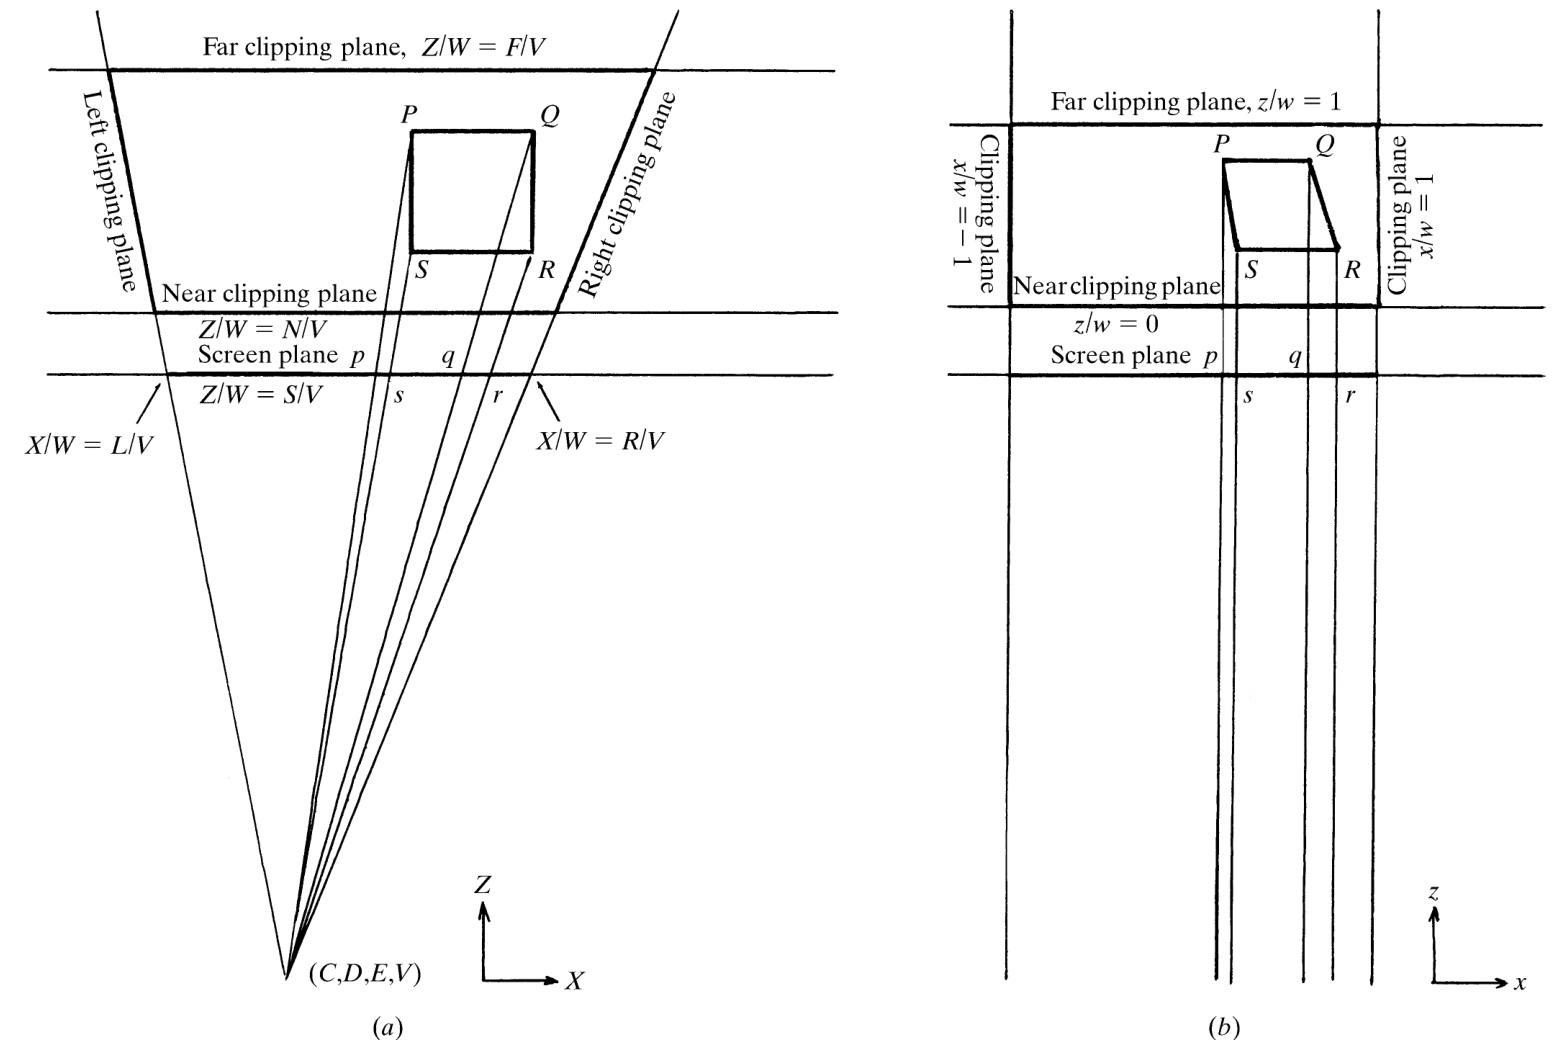 Far clipping plane, Z/W = F/V
Left clipping plane
P
Q
S
R
Right clipping plane
Near clipping plane
Z/W = N/V
Screen plane p
q
Z/W = S/V
s
r
X/W = L/V
X/W = R/V
Z
X
(C,D,E,V)
(a)
Far clipping plane, z/w = 1
Clipping plane
x/w = −1
P
Q
S
R
Clipping plane
x/w = 1
Near clipping plane
z/w = 0
Screen plane p
q
s
r
z
x
(b)